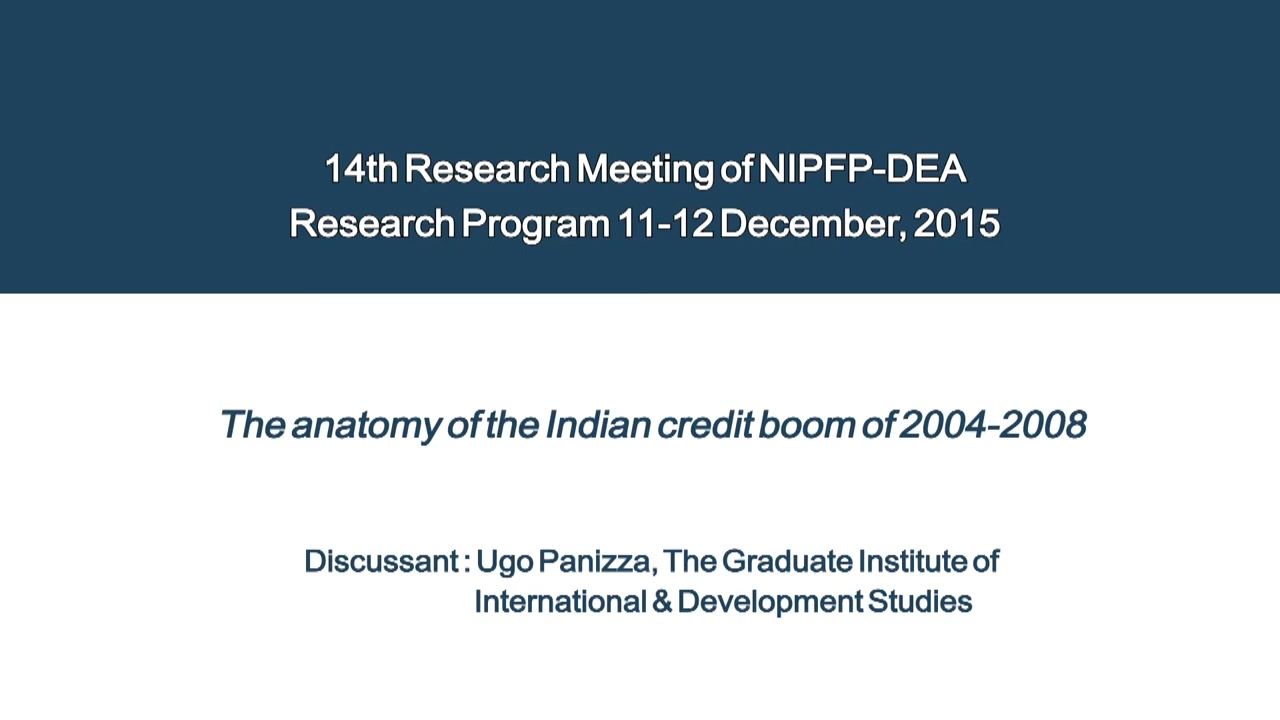 14th Research Meeting of NIPFP-DEA
Research Program 11-12 December, 2015
The anatomy of the Indian credit boom of 2004-2008
Discussant : Ugo Panizza, The Graduate Institute of
International & Development Studies